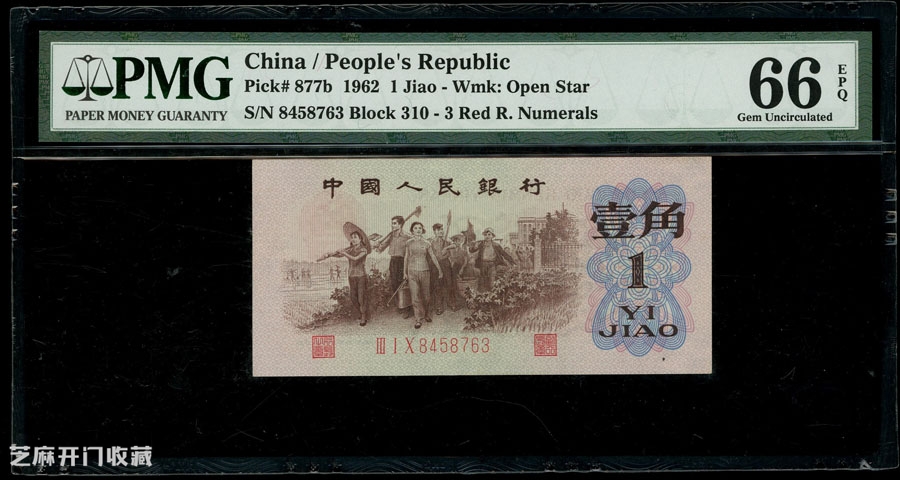 PMG
PAPER MONEY GUARANTY
China / People's Republic
Pick# 877b 1962 1 Jiao - Wmk: Open Star
S/N 8458763 Block 310 - 3 Red R. Numerals
66
EPQ
Gem Uncirculated
中國人民銀行
壹角
1
YI
JIAO
III I X 8458763
芝麻开门收藏